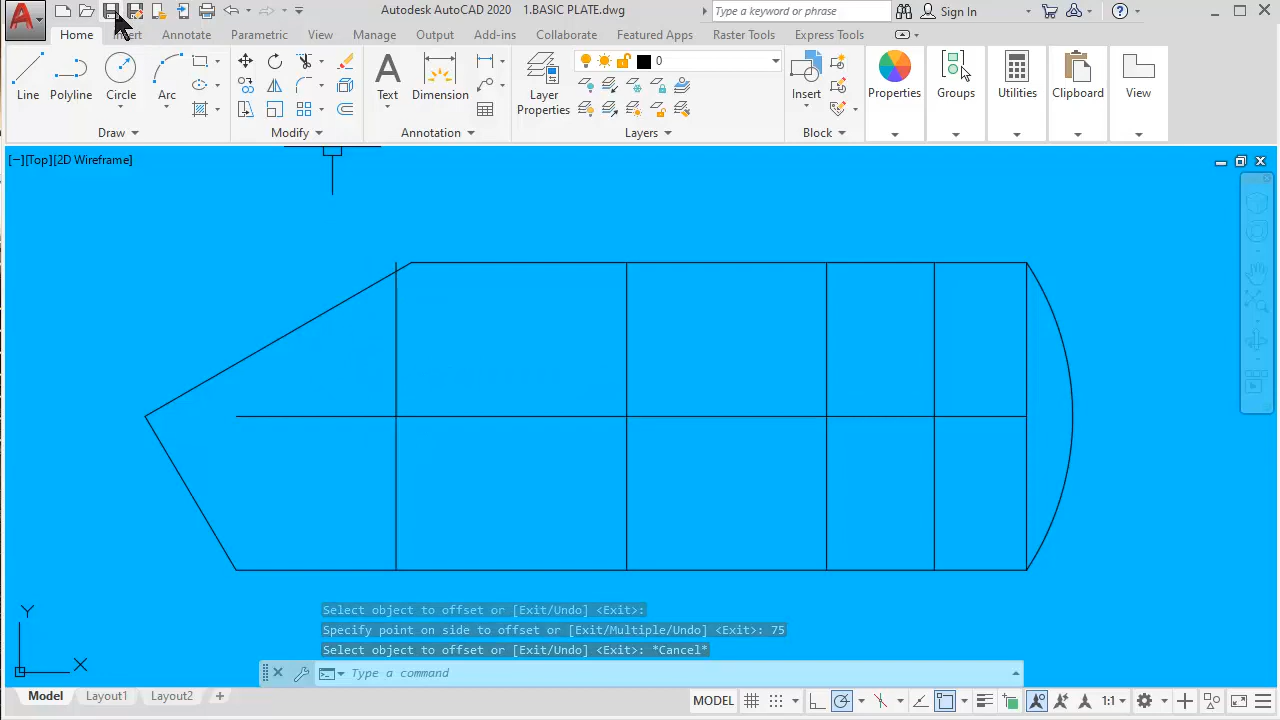 A Autodesk AutoCAD 2020 1.BASIC PLATE.dwg Type a keyword or phrase Sign In ?
Home Insert Annotate Parametric View Manage Output Add-ins Collaborate Featured Apps Raster Tools Express Tools
0
Line Polyline Circle Arc A Text Dimension Layer Properties Insert Properties Groups Utilities Clipboard View
Draw Modify Annotation Layers Block
[−][Top][2D Wireframe]
Y
X
Select object to offset or [Exit/Undo] <Exit>:
Specify point on side to offset or [Exit/Multiple/Undo] <Exit>: 75
Select object to offset or [Exit/Undo] <Exit>: *Cancel*
Type a command
Model Layout1 Layout2 + MODEL 1:1